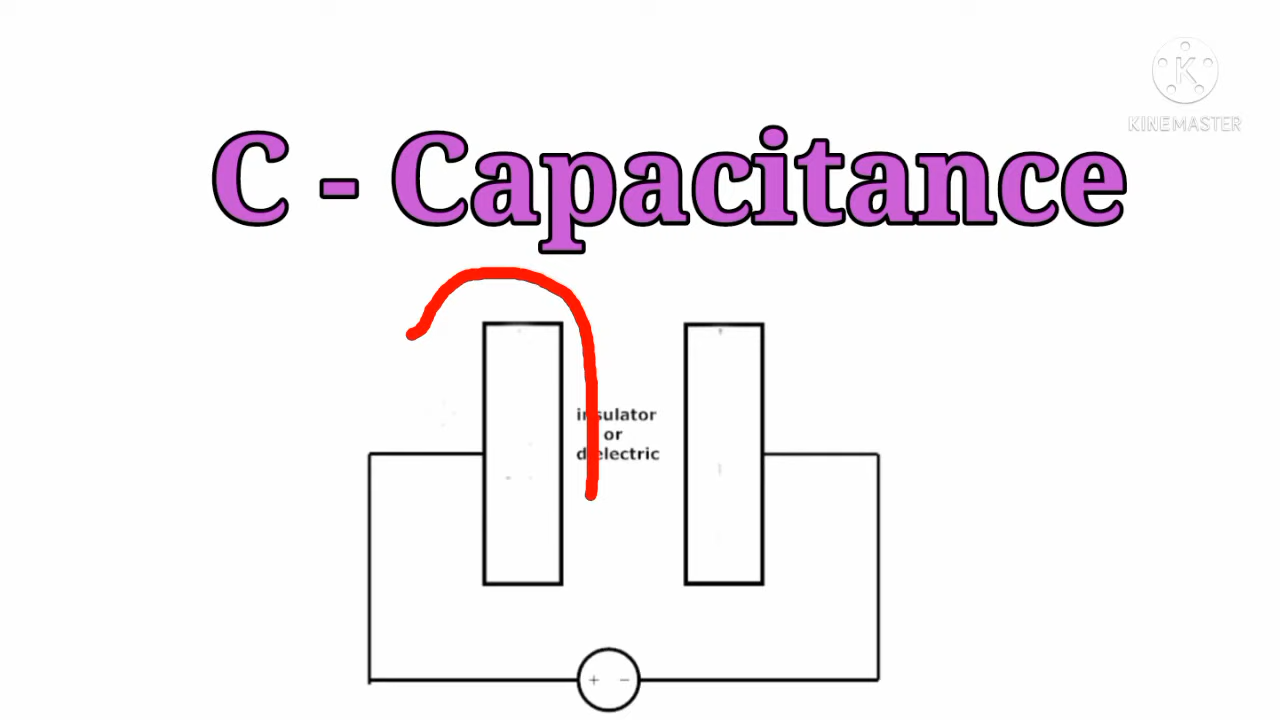 K
KINEMASTER
C - Capacitance
insulator
or
dielectric
+ −